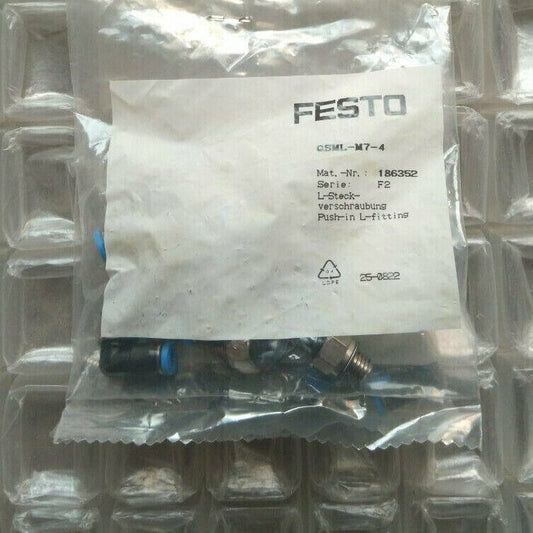 FESTO
QSML-M7-4
Mat.-Nr.: 186352
Serie: F2
L-Steck-
verschraubung
Push-in L-fitting
04
LDPE
25-0822